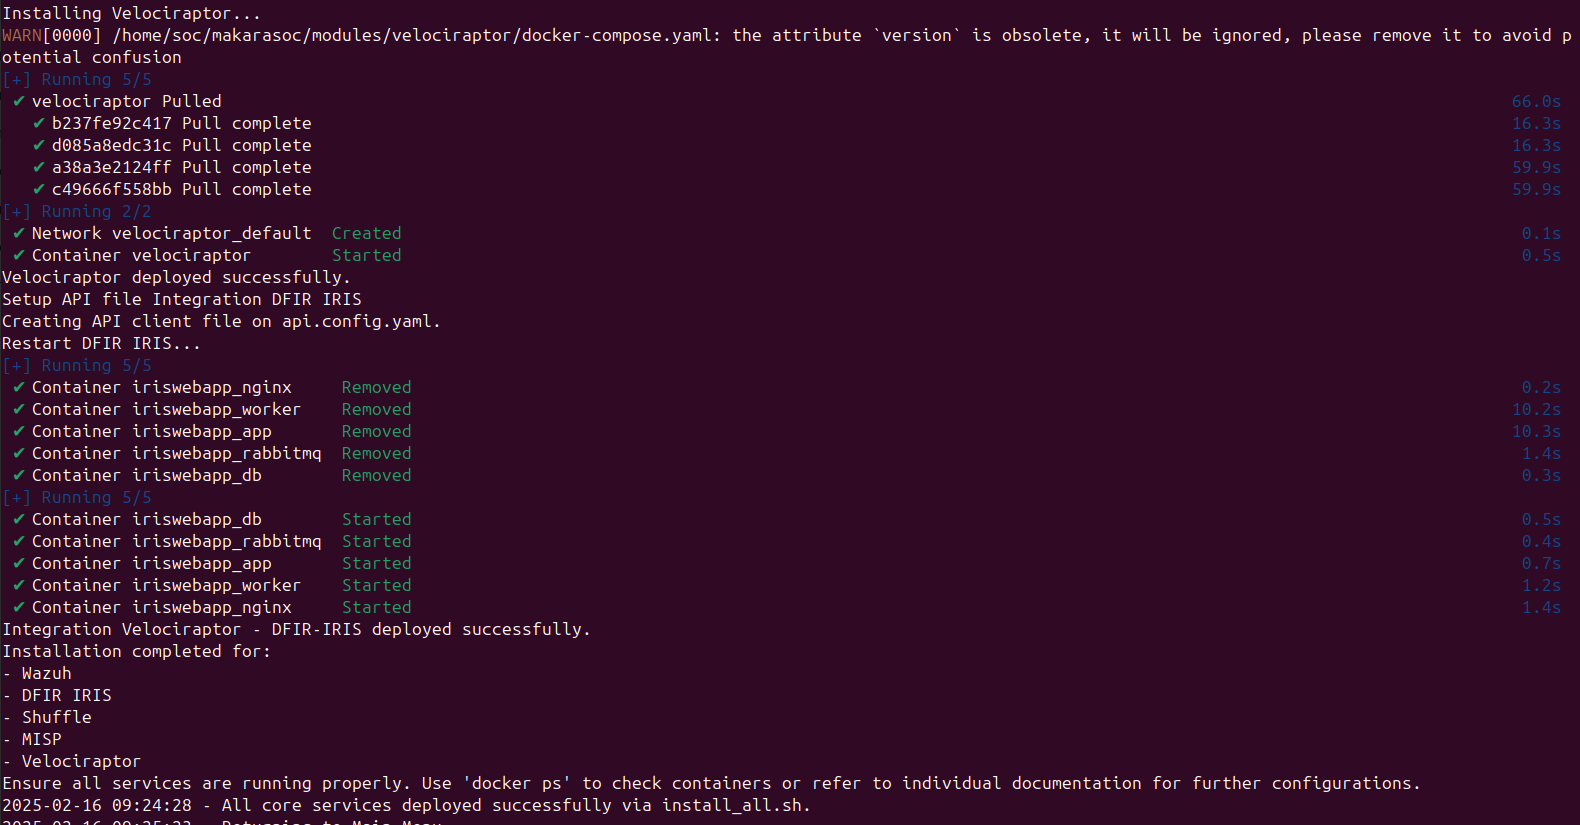 Installing Velociraptor...
WARN[0000] /home/soc/makarasoc/modules/velociraptor/docker-compose.yaml: the attribute `version` is obsolete, it will be ignored, please remove it to avoid p
otential confusion
[+] Running 5/5
✔ velociraptor Pulled 66.0s
✔ b237fe92c417 Pull complete 16.3s
✔ d085a8edc31c Pull complete 16.3s
✔ a38a3e2124ff Pull complete 59.9s
✔ c49666f558bb Pull complete 59.9s
[+] Running 2/2
✔ Network velociraptor_default Created 0.1s
✔ Container velociraptor Started 0.5s
Velociraptor deployed successfully.
Setup API file Integration DFIR IRIS
Creating API client file on api.config.yaml.
Restart DFIR IRIS...
[+] Running 5/5
✔ Container iriswebapp_nginx Removed 0.2s
✔ Container iriswebapp_worker Removed 10.2s
✔ Container iriswebapp_app Removed 10.3s
✔ Container iriswebapp_rabbitmq Removed 1.4s
✔ Container iriswebapp_db Removed 0.3s
[+] Running 5/5
✔ Container iriswebapp_db Started 0.5s
✔ Container iriswebapp_rabbitmq Started 0.4s
✔ Container iriswebapp_app Started 0.7s
✔ Container iriswebapp_worker Started 1.2s
✔ Container iriswebapp_nginx Started 1.4s
Integration Velociraptor - DFIR-IRIS deployed successfully.
Installation completed for:
- Wazuh
- DFIR IRIS
- Shuffle
- MISP
- Velociraptor
Ensure all services are running properly. Use 'docker ps' to check containers or refer to individual documentation for further configurations.
2025-02-16 09:24:28 - All core services deployed successfully via install_all.sh.